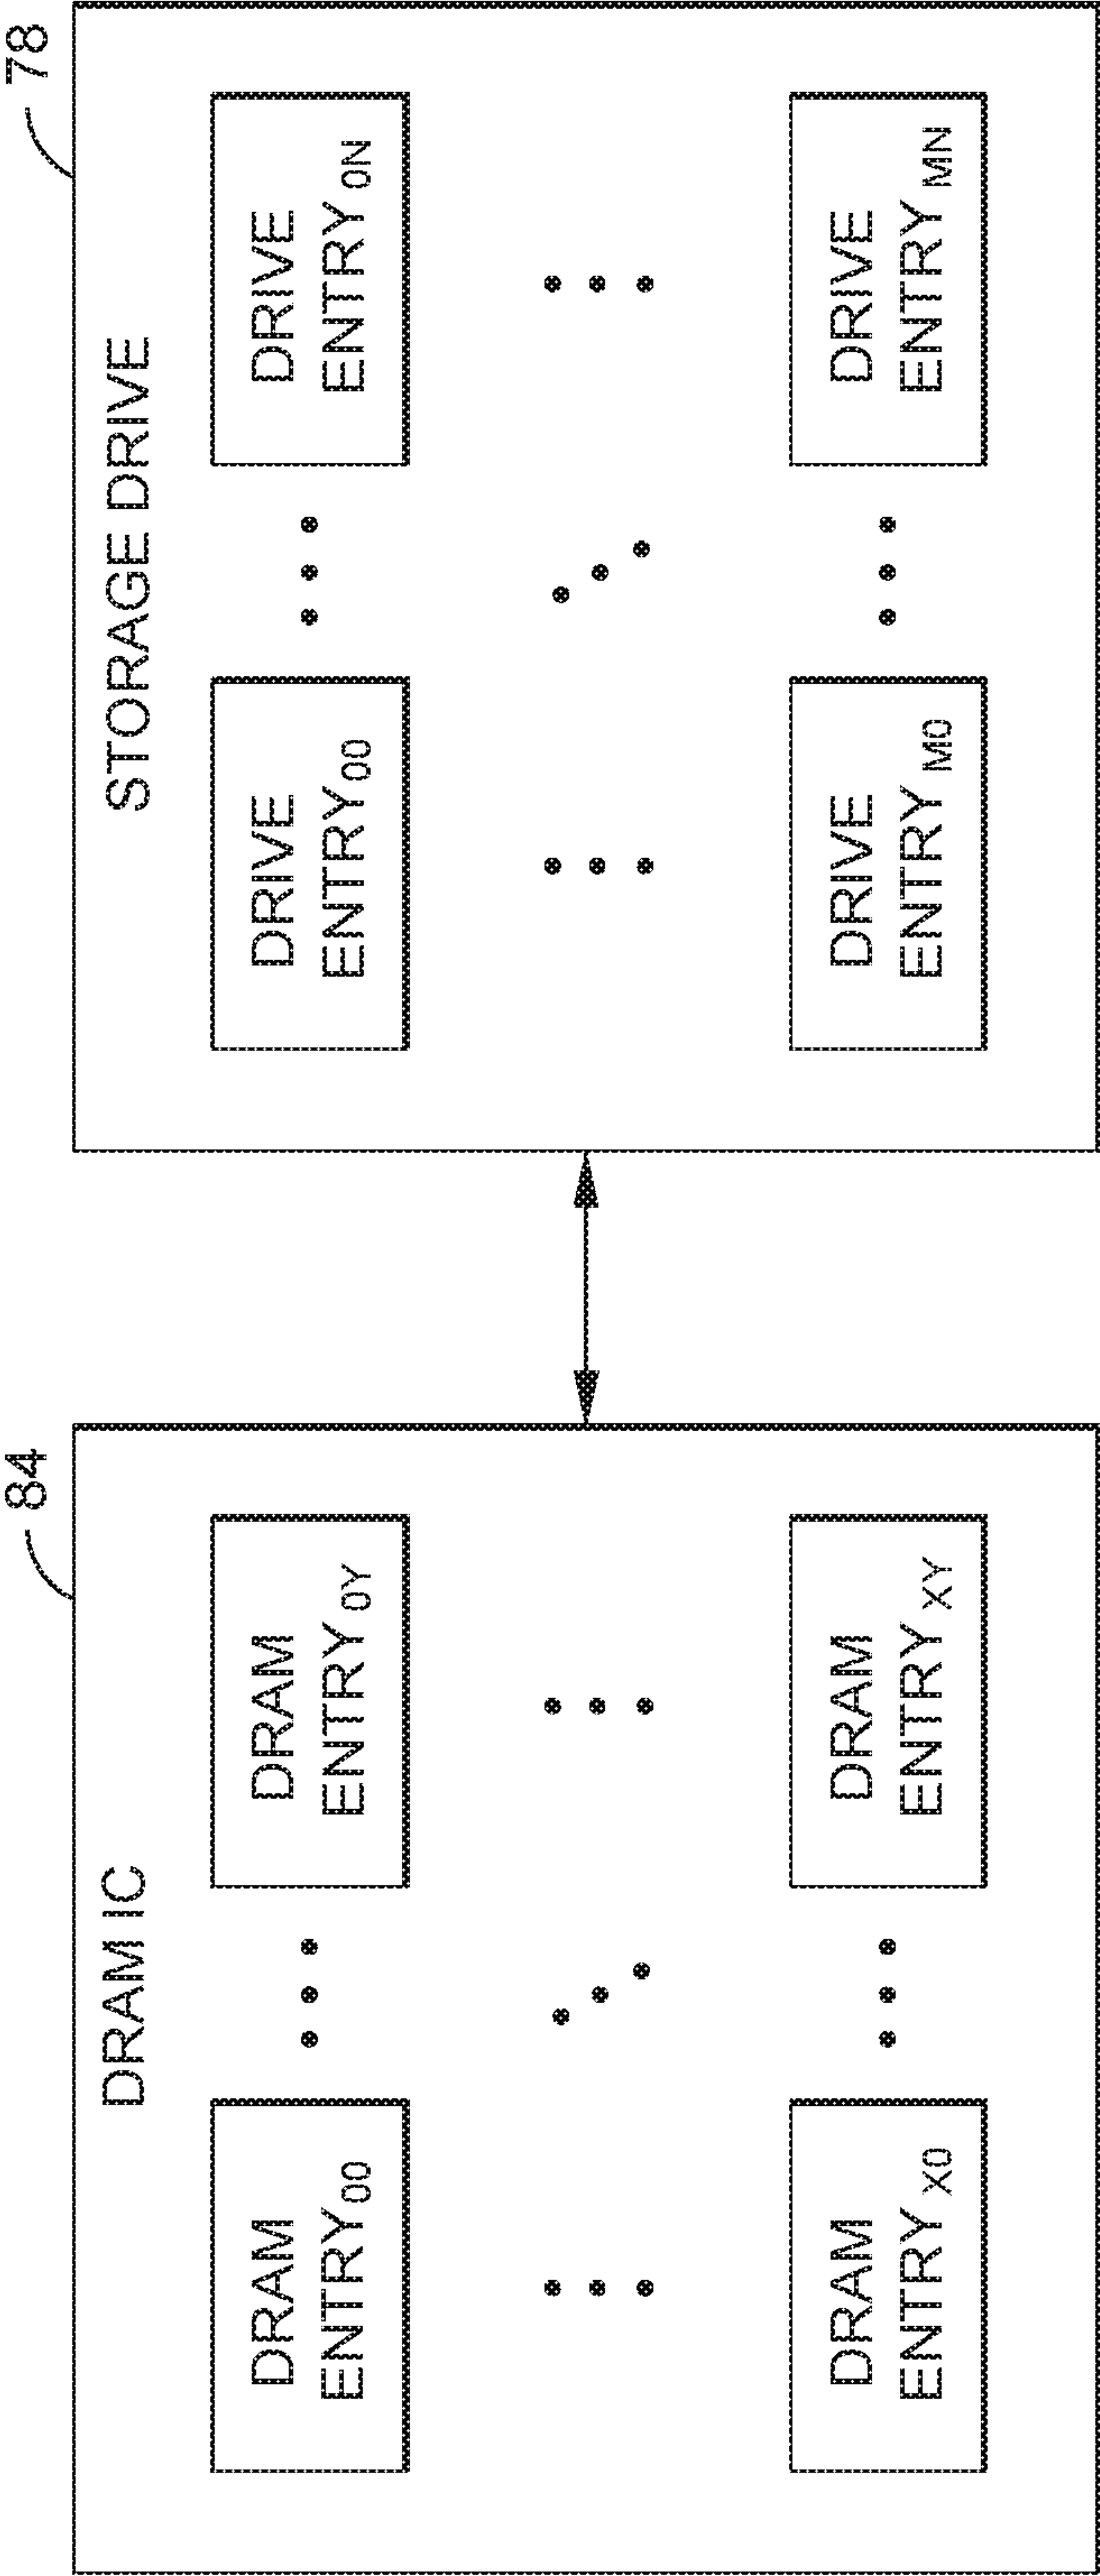 84
DRAM IC
DRAM
ENTRY00
DRAM
ENTRY0Y
DRAM
ENTRYX0
DRAM
ENTRYXY
78
STORAGE DRIVE
DRIVE
ENTRY00
DRIVE
ENTRY0N
DRIVE
ENTRYM0
DRIVE
ENTRYMN